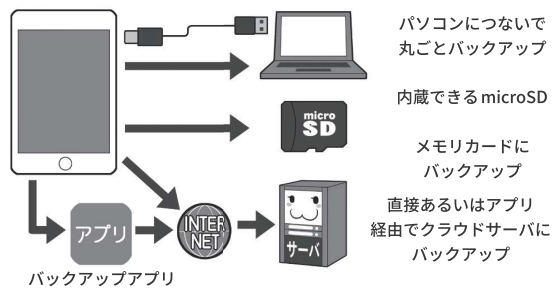 パソコンにつないで
丸ごとバックアップ
micro
SD
内蔵できるmicroSD
メモリカードに
バックアップ
アプリ
INTER
NET
サーバ
直接あるいはアプリ
経由でクラウドサーバに
バックアップ
バックアップアプリ